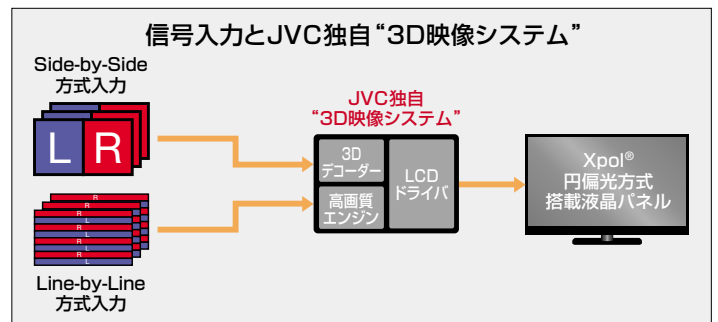 信号入力とJVC独自“3D映像システム”
Side-by-Side
方式入力
L R
JVC独自
“3D映像システム”
3D
デコーダー
高画質
エンジン
LCD
ドライバ
Xpol®
円偏光方式
搭載液晶パネル
R
R
L
R
L
R
L
R
L
Line-by-Line
方式入力